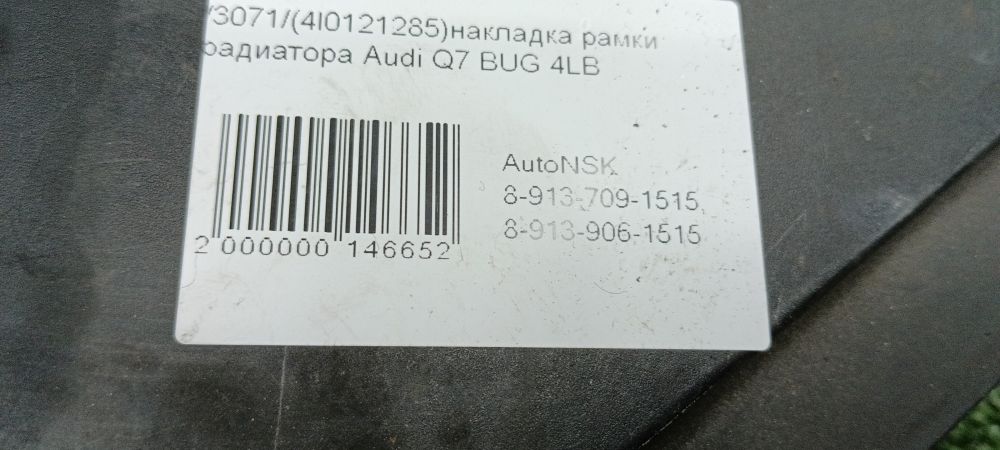 /3071/(4l0121285)накладка рамки
радиатора Audi Q7 BUG 4LB
AutoNSK
8-913-709-1515
8-913-906-1515
2 000000 146652